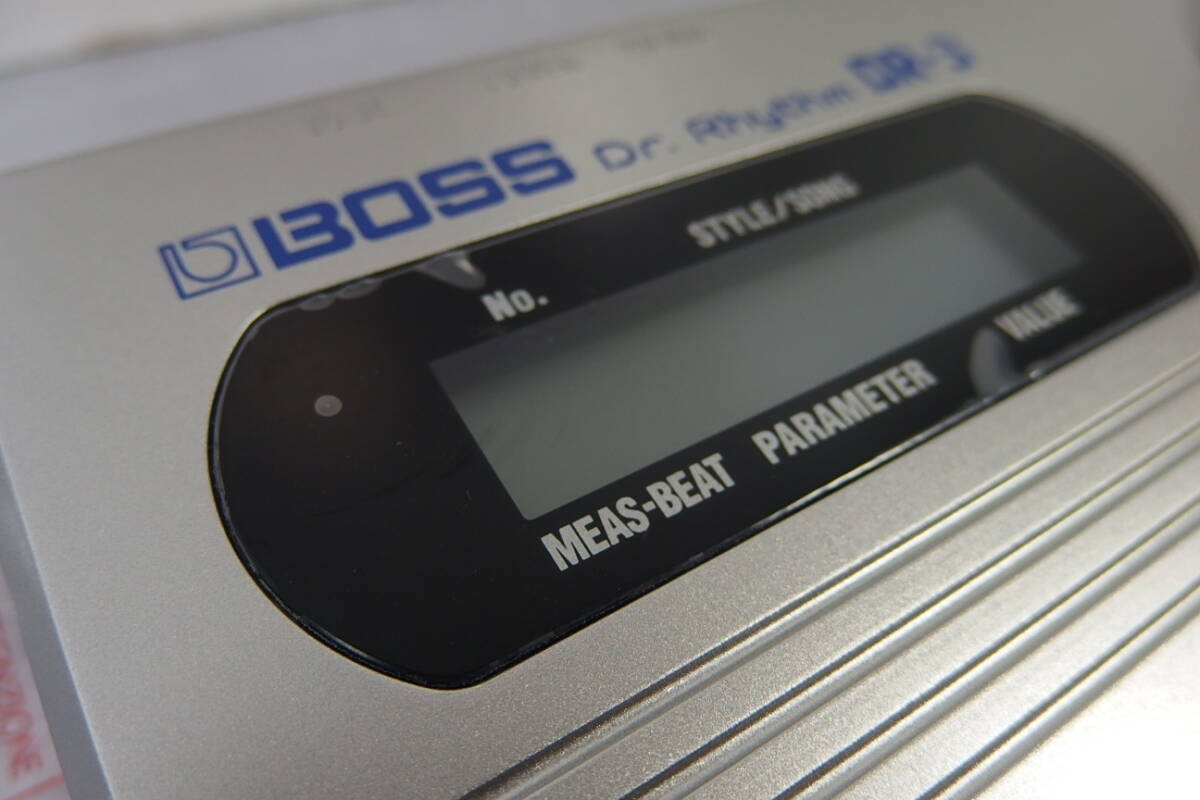 BOSS Dr. Rhythm DR-3
No. STYLE/SONG
MEAS-BEAT PARAMETER VALUE